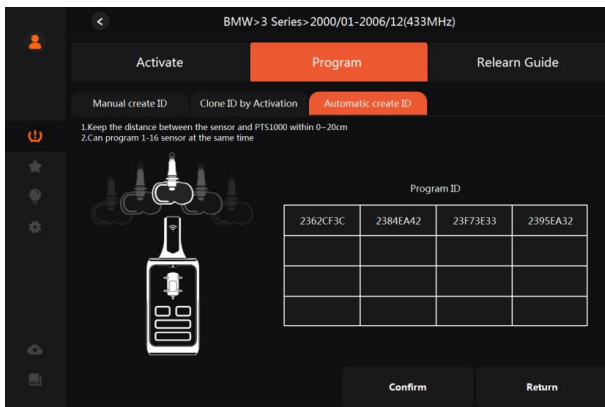 BMW>3 Series>2000/01-2006/12(433MHz)
Activate
Program
Relearn Guide
Manual create ID
Clone ID by Activation
Automatic create ID
1.Keep the distance between the sensor and PTS1000 within 0~20cm
2.Can program 1-16 sensor at the same time
Program ID
2362CF3C 2384EA42 23F73E33 2395EA32
Confirm
Return